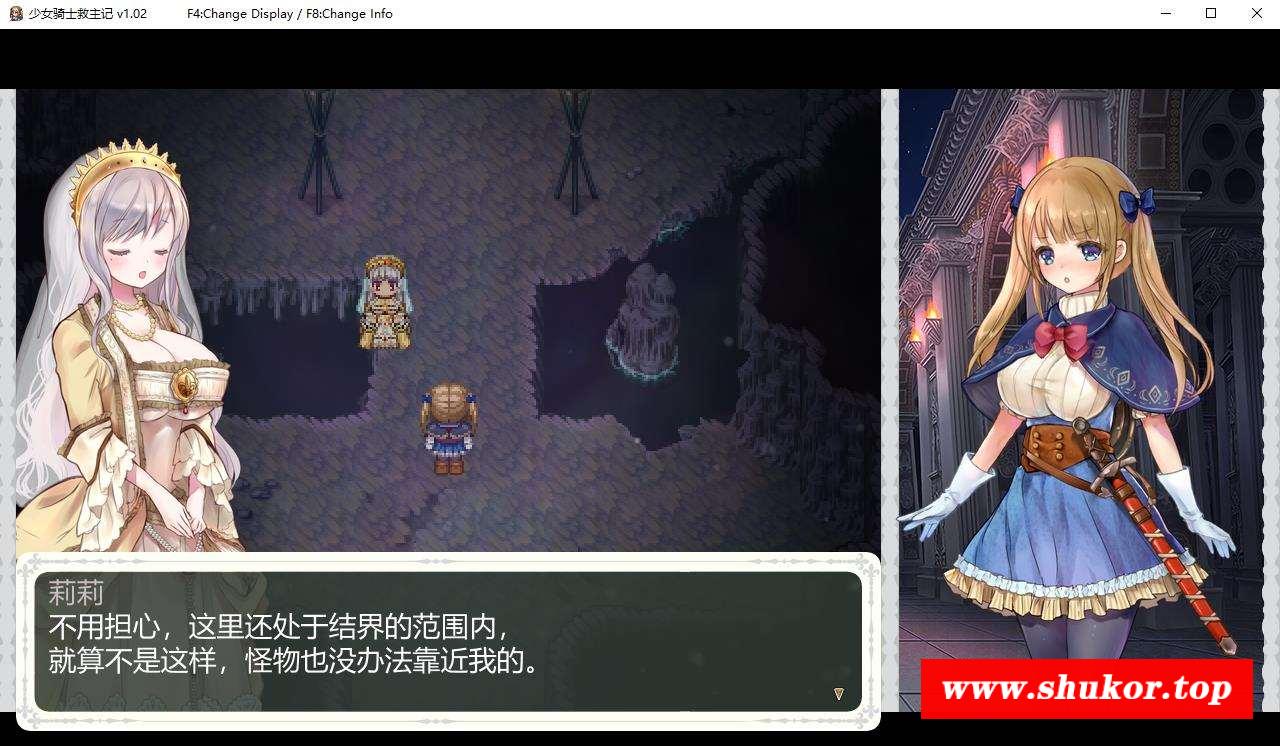 少女骑士救主记 v1.02 F4:Change Display / F8:Change Info
莉莉
不用担心，这里还处于结界的范围内，
就算不是这样，怪物也没办法靠近我的。
www.shukor.top